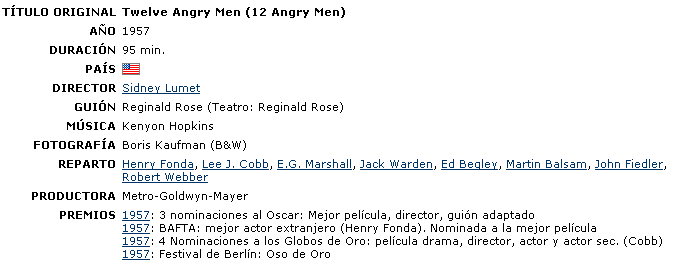 TÍTULO ORIGINAL Twelve Angry Men (12 Angry Men)
AÑO 1957
DURACIÓN 95 min.
PAÍS
DIRECTOR Sidney Lumet
GUIÓN Reginald Rose (Teatro: Reginald Rose)
MÚSICA Kenyon Hopkins
FOTOGRAFÍA Boris Kaufman (B&W)
REPARTO Henry Fonda, Lee J. Cobb, E.G. Marshall, Jack Warden, Ed Begley, Martin Balsam, John Fiedler,
Robert Webber
PRODUCTORA Metro-Goldwyn-Mayer
PREMIOS 1957: 3 nominaciones al Oscar: Mejor película, director, guión adaptado
1957: BAFTA: mejor actor extranjero (Henry Fonda). Nominada a la mejor película
1957: 4 Nominaciones a los Globos de Oro: película drama, director, actor y actor sec. (Cobb)
1957: Festival de Berlín: Oso de Oro